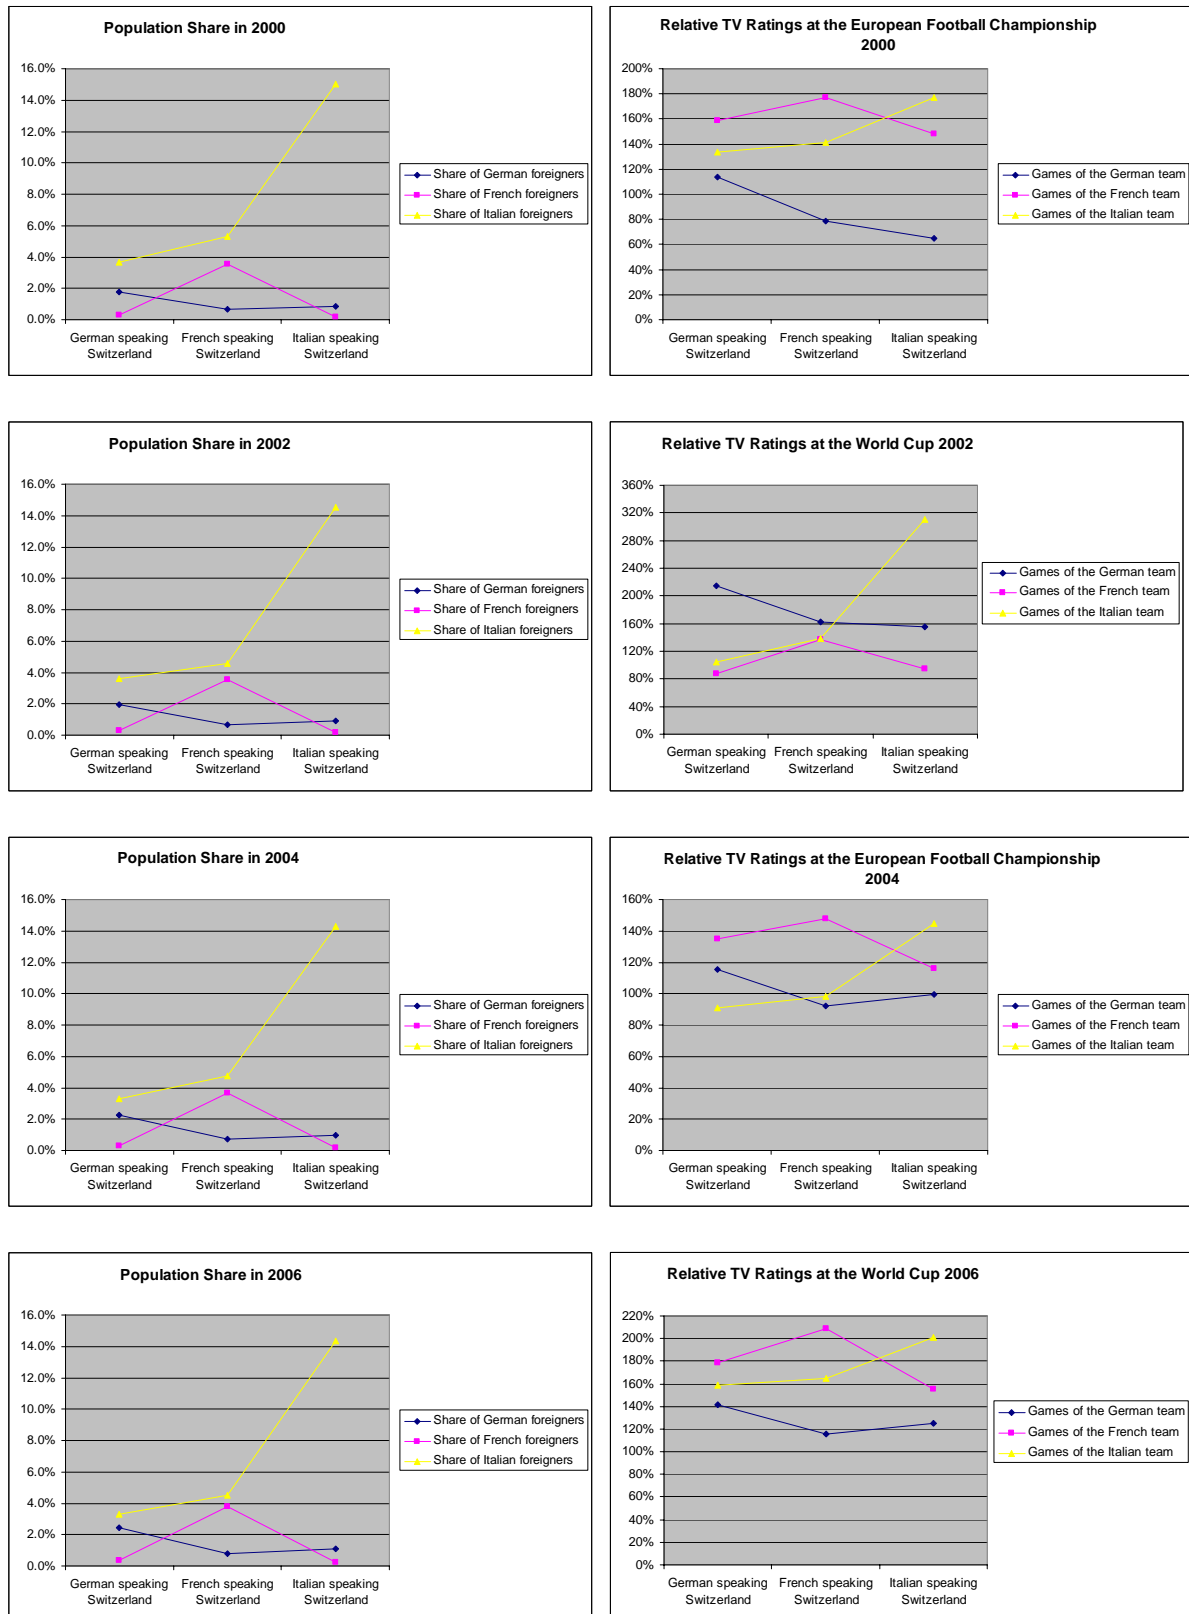 Population Share in 2000
16.0%
14.0%
12.0%
10.0%
8.0%
6.0%
4.0%
2.0%
0.0%
German speaking
Switzerland
French speaking
Switzerland
Italian speaking
Switzerland
Share of German foreigners
Share of French foreigners
Share of Italian foreigners
Relative TV Ratings at the European Football Championship
2000
200%
180%
160%
140%
120%
100%
80%
60%
40%
20%
0%
German speaking
Switzerland
French speaking
Switzerland
Italian speaking
Switzerland
Games of the German team
Games of the French team
Games of the Italian team
Population Share in 2002
16.0%
14.0%
12.0%
10.0%
8.0%
6.0%
4.0%
2.0%
0.0%
German speaking
Switzerland
French speaking
Switzerland
Italian speaking
Switzerland
Share of German foreigners
Share of French foreigners
Share of Italian foreigners
Relative TV Ratings at the World Cup 2002
360%
320%
280%
240%
200%
160%
120%
80%
40%
0%
German speaking
Switzerland
French speaking
Switzerland
Italian speaking
Switzerland
Games of the German team
Games of the French team
Games of the Italian team
Population Share in 2004
16.0%
14.0%
12.0%
10.0%
8.0%
6.0%
4.0%
2.0%
0.0%
German speaking
Switzerland
French speaking
Switzerland
Italian speaking
Switzerland
Share of German foreigners
Share of French foreigners
Share of Italian foreigners
Relative TV Ratings at the European Football Championship
2004
160%
140%
120%
100%
80%
60%
40%
20%
0%
German speaking
Switzerland
French speaking
Switzerland
Italian speaking
Switzerland
Games of the German team
Games of the French team
Games of the Italian team
Population Share in 2006
16.0%
14.0%
12.0%
10.0%
8.0%
6.0%
4.0%
2.0%
0.0%
German speaking
Switzerland
French speaking
Switzerland
Italian speaking
Switzerland
Share of German foreigners
Share of French foreigners
Share of Italian foreigners
Relative TV Ratings at the World Cup 2006
220%
200%
180%
160%
140%
120%
100%
80%
60%
40%
20%
0%
German speaking
Switzerland
French speaking
Switzerland
Italian speaking
Switzerland
Games of the German team
Games of the French team
Games of the Italian team